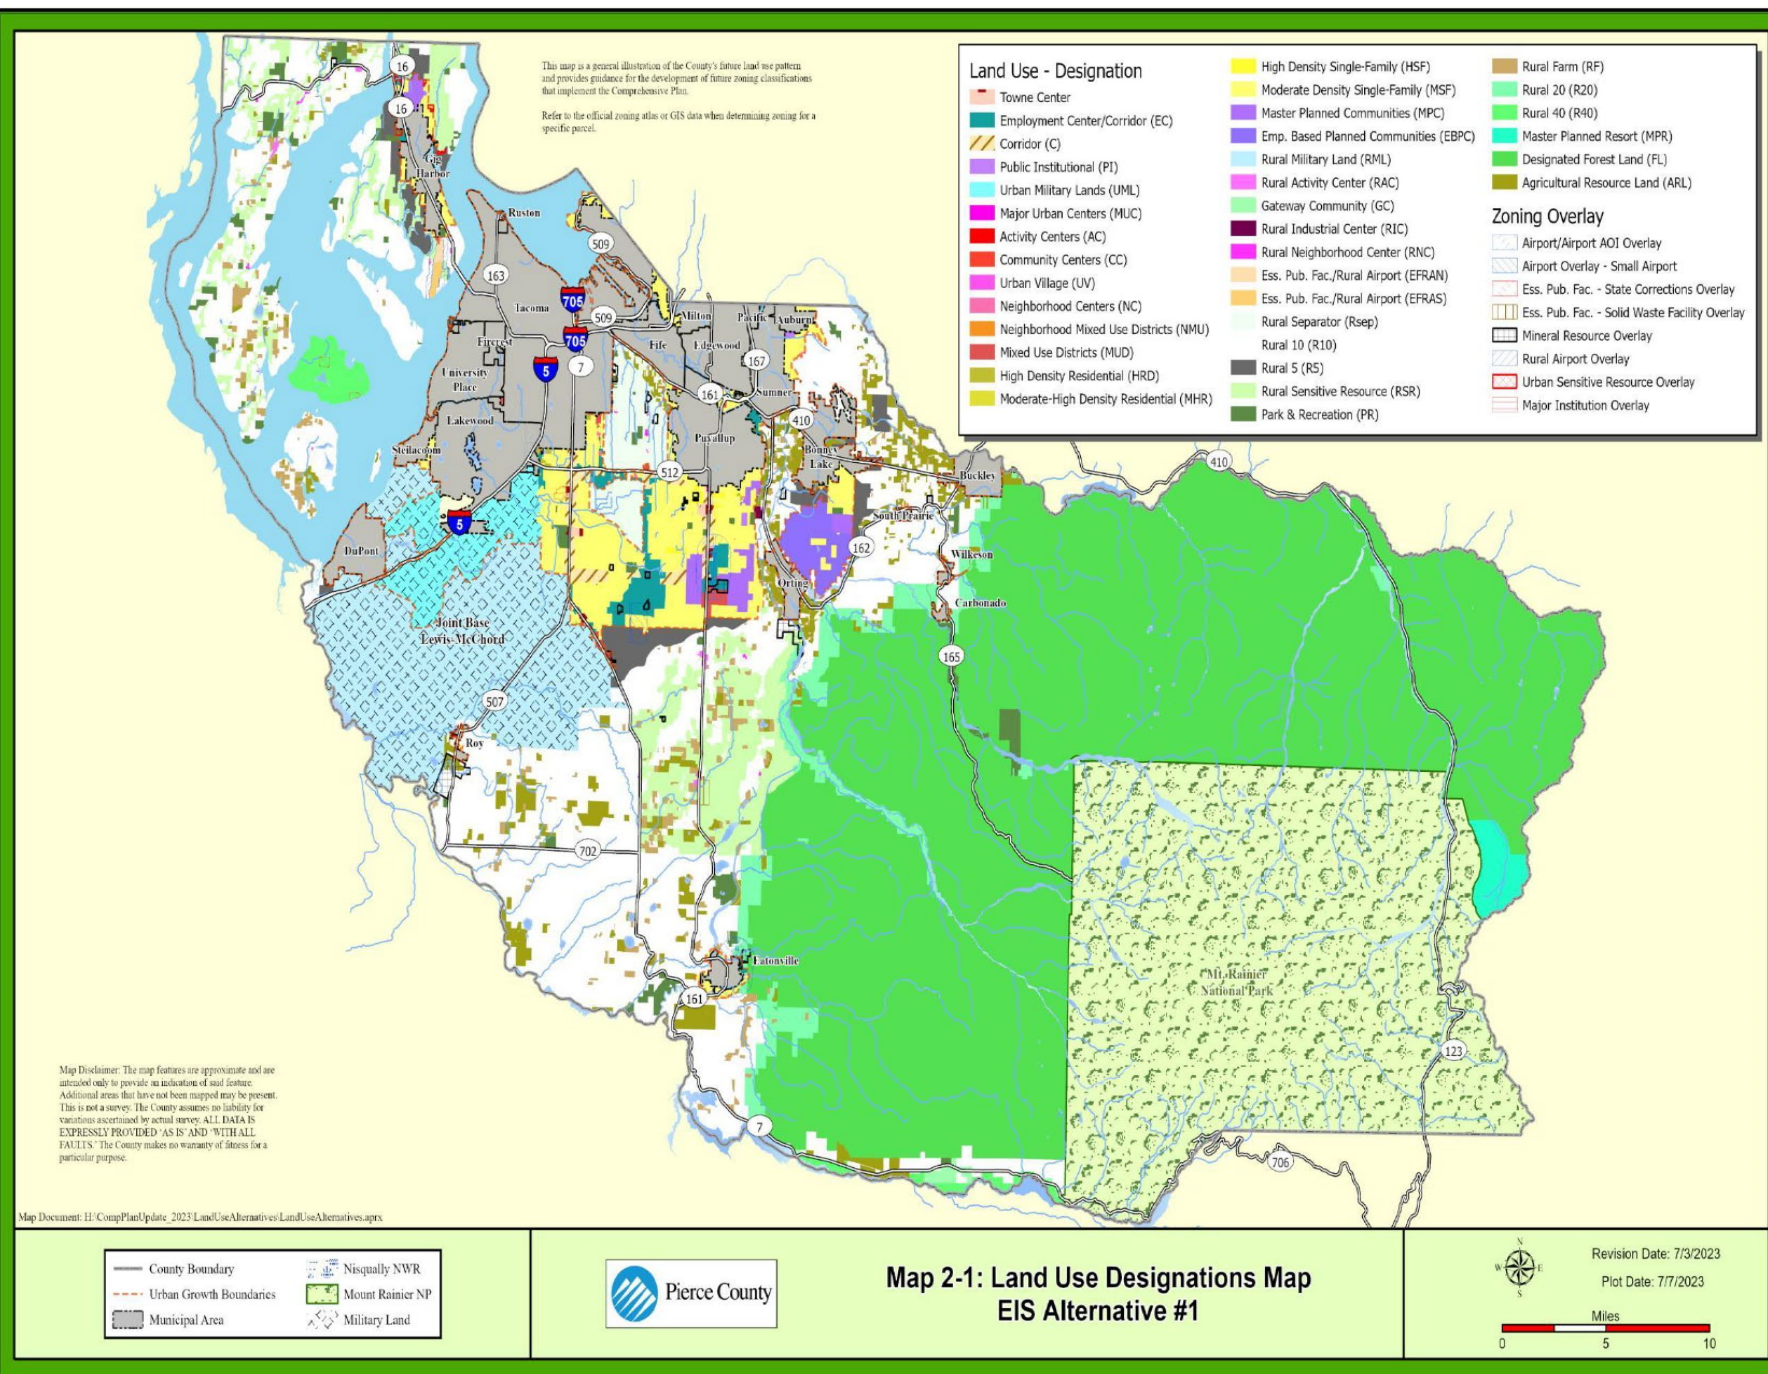 This map is a general illustration of the County's future land use pattern
and provides guidance for the development of future zoning classifications
that implement the Comprehensive Plan.
Refer to the official zoning atlas or GIS data when determining zoning for a
specific parcel.
Land Use - Designation
Towne Center
Employment Center/Corridor (EC)
Corridor (C)
Public Institutional (PI)
Urban Military Lands (UML)
Major Urban Centers (MUC)
Activity Centers (AC)
Community Centers (CC)
Urban Village (UV)
Neighborhood Centers (NC)
Neighborhood Mixed Use Districts (NMU)
Mixed Use Districts (MUD)
High Density Residential (HRD)
Moderate-High Density Residential (MHR)
High Density Single-Family (HSF)
Moderate Density Single-Family (MSF)
Master Planned Communities (MPC)
Emp. Based Planned Communities (EBPC)
Rural Military Land (RML)
Rural Activity Center (RAC)
Gateway Community (GC)
Rural Industrial Center (RIC)
Rural Neighborhood Center (RNC)
Ess. Pub. Fac./Rural Airport (EFRAN)
Ess. Pub. Fac./Rural Airport (EFRAS)
Rural Separator (Rsep)
Rural 10 (R10)
Rural 5 (R5)
Rural Sensitive Resource (RSR)
Park & Recreation (PR)
Rural Farm (RF)
Rural 20 (R20)
Rural 40 (R40)
Master Planned Resort (MPR)
Designated Forest Land (FL)
Agricultural Resource Land (ARL)
Zoning Overlay
Airport/Airport AOI Overlay
Airport Overlay - Small Airport
Ess. Pub. Fac. - State Corrections Overlay
Ess. Pub. Fac. - Solid Waste Facility Overlay
Mineral Resource Overlay
Rural Airport Overlay
Urban Sensitive Resource Overlay
Major Institution Overlay
16
16
Gig
Harbor
Ruston
509
163
Tacoma
705
509
705
5
7
Milton
Pacific
Auburn
Fircrest
Fife
Edgewood
167
University
Place
161
Sumner
Lakewood
410
Puyallup
Steilacoom
Bonney
Lake
512
Buckley
410
5
South Prairie
DuPont
162
Wilkeson
Orting
Carbonado
Joint Base
Lewis-McChord
165
507
Roy
702
Eatonville
161
Mt. Rainier
National Park
123
7
706
Map Disclaimer: The map features are approximate and are
intended only to provide an indication of said feature.
Additional areas that have not been mapped may be present.
This is not a survey. The County assumes no liability for
variations ascertained by actual survey. ALL DATA IS
EXPRESSLY PROVIDED 'AS IS' AND 'WITH ALL
FAULTS.' The County makes no warranty of fitness for a
particular purpose.
Map Document: H:\CompPlanUpdate_2023\LandUseAlternatives\LandUseAlternatives.aprx
County Boundary
Urban Growth Boundaries
Municipal Area
Nisqually NWR
Mount Rainier NP
Military Land
Pierce County
Map 2-1: Land Use Designations Map
EIS Alternative #1
N
W E
S
Revision Date: 7/3/2023
Plot Date: 7/7/2023
Miles
0 5 10